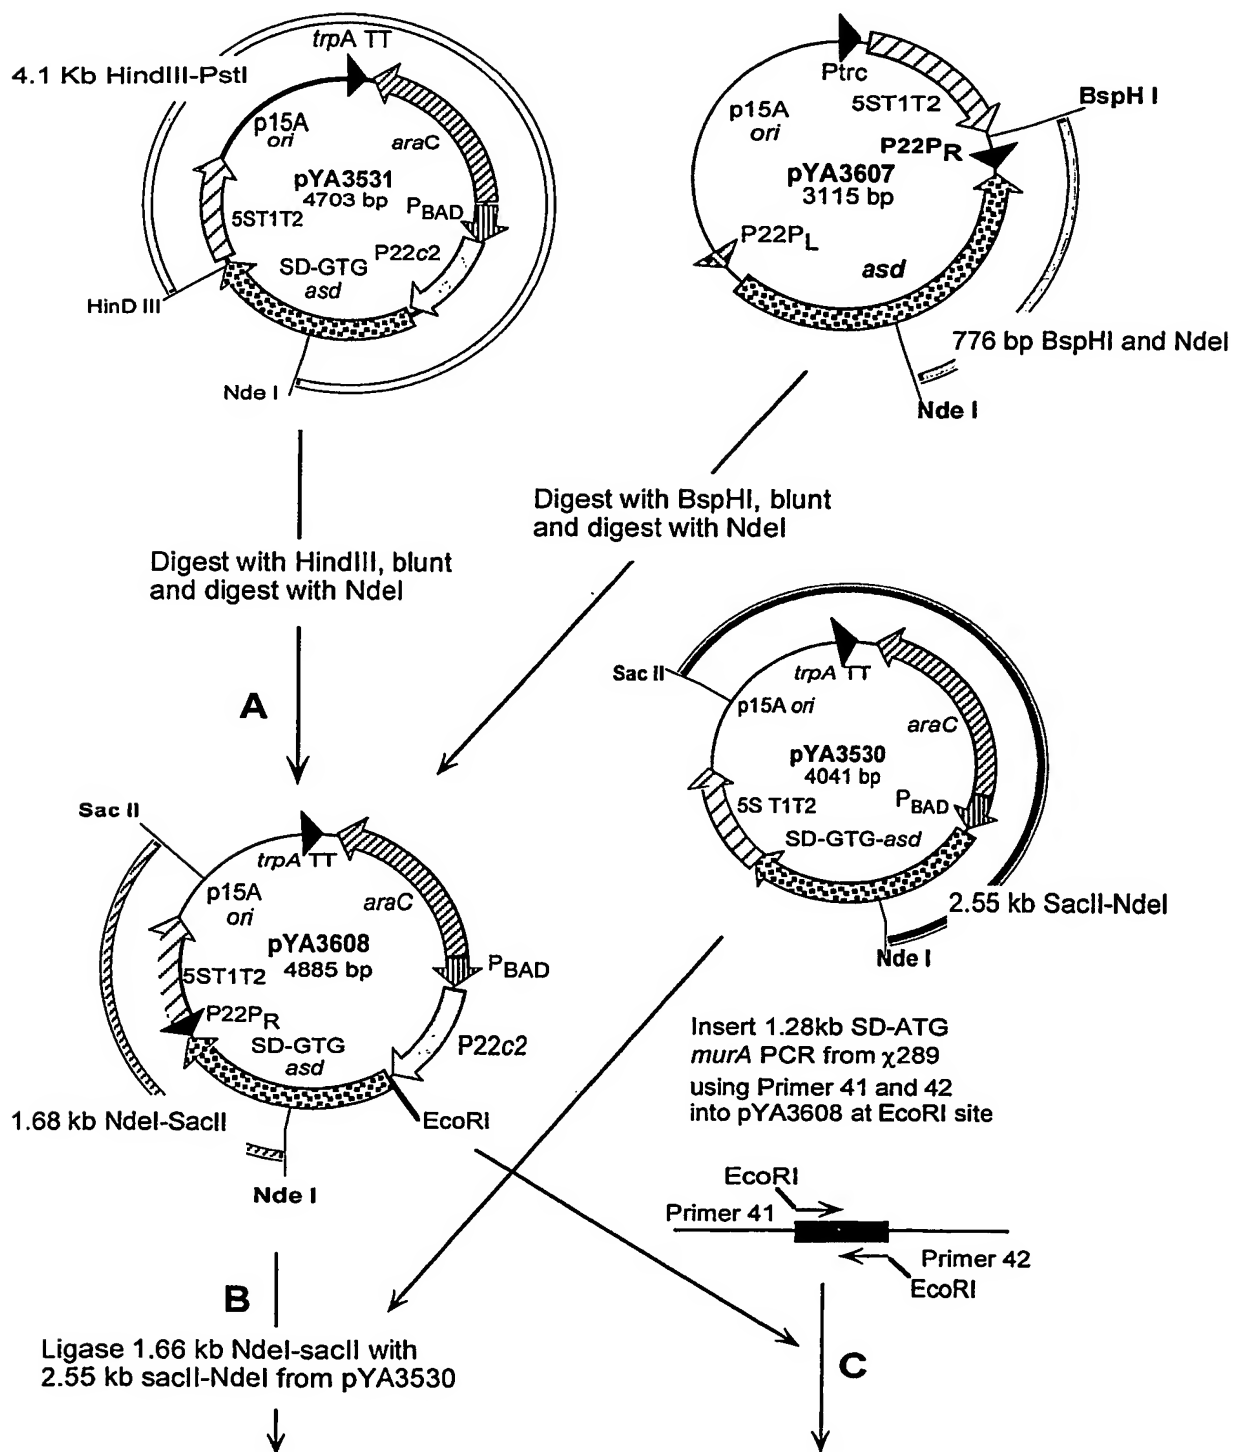 trpA TT
4.1 Kb HindIII-PstI
p15A
ori
araC
pYA3531
4703 bp
PBAD
5ST1T2
P22c2
SD-GTG
asd
HinD III
Nde I
Ptrc
5ST1T2
BspH I
p15A
ori
P22PR
pYA3607
3115 bp
P22PL
asd
776 bp BspHI and NdeI
Nde I
Digest with BspHI, blunt
and digest with NdeI
Digest with HindIII, blunt
and digest with NdeI
A
Sac II
trpA TT
p15A ori
araC
pYA3530
4041 bp
PBAD
5S T1T2
SD-GTG-asd
2.55 kb SacII-NdeI
Nde I
Sac II
trpA TT
p15A
ori
araC
pYA3608
4885 bp
PBAD
5ST1T2
P22PR
SD-GTG
asd
P22c2
EcoRI
1.68 kb NdeI-SacII
Nde I
Insert 1.28kb SD-ATG
murA PCR from χ289
using Primer 41 and 42
into pYA3608 at EcoRI site
EcoRI
Primer 41
Primer 42
EcoRI
B
Ligase 1.66 kb NdeI-sacII with
2.55 kb sacII-NdeI from pYA3530
C